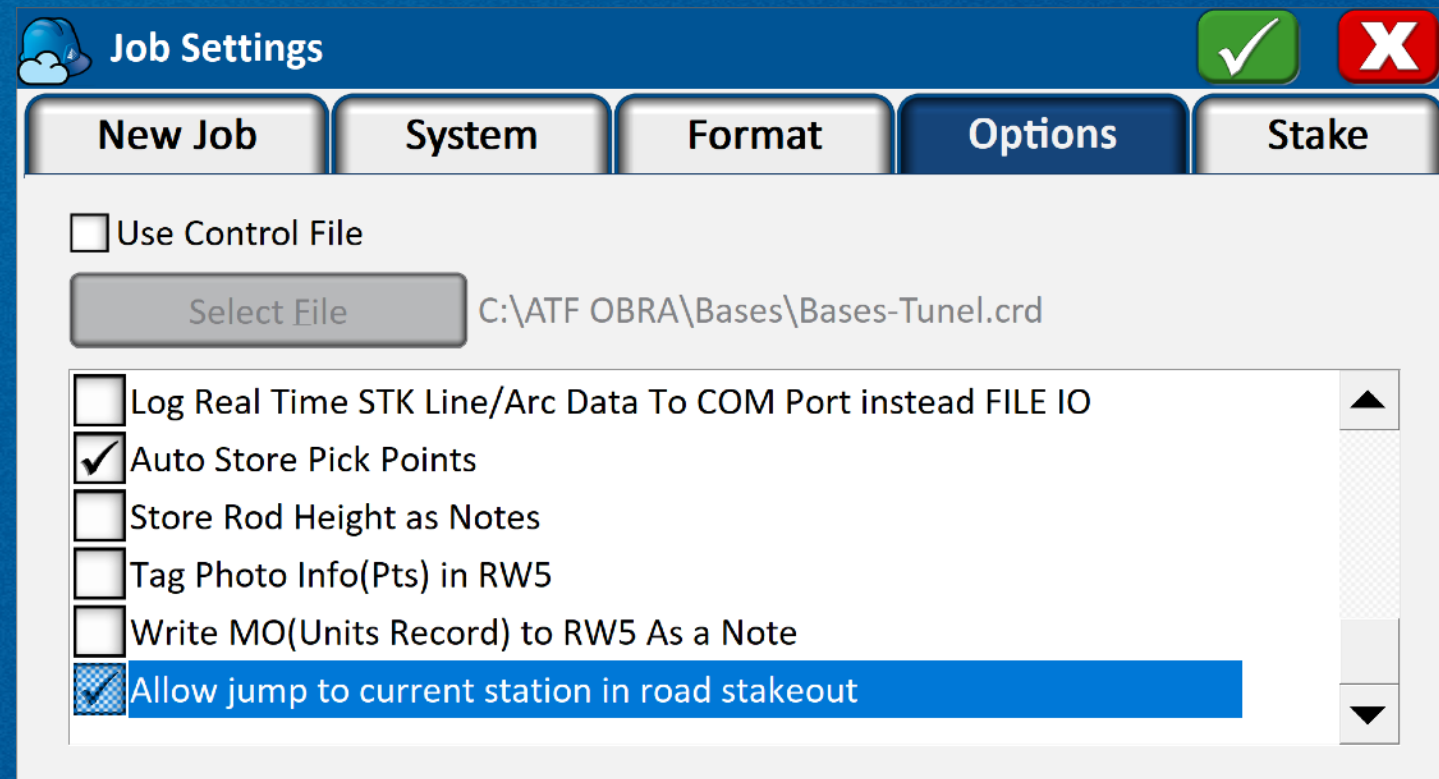 Job Settings
New Job System Format Options Stake
Use Control File
Select File C:\ATF OBRA\Bases\Bases-Tunel.crd
Log Real Time STK Line/Arc Data To COM Port instead FILE IO
Auto Store Pick Points
Store Rod Height as Notes
Tag Photo Info(Pts) in RW5
Write MO(Units Record) to RW5 As a Note
Allow jump to current station in road stakeout